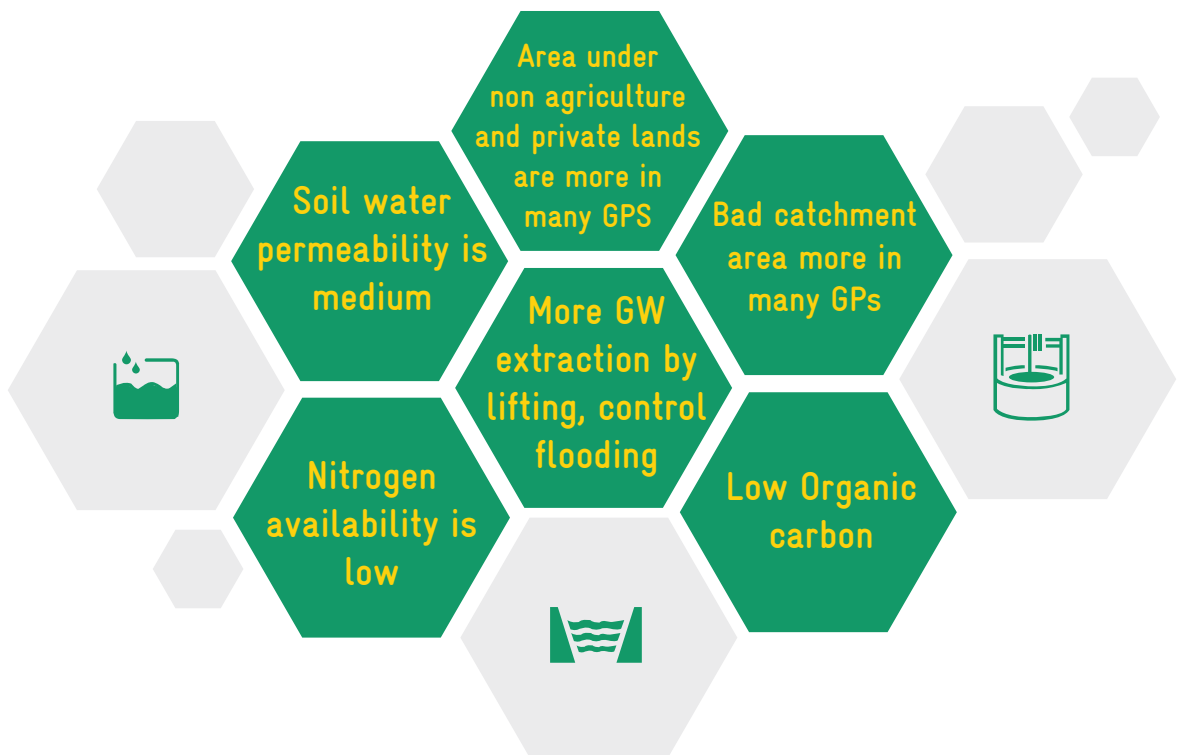 Area under
non agriculture
and private lands
are more in
many GPS
Soil water
permeability is
medium
Bad catchment
area more in
many GPs
More GW
extraction by
lifting, control
flooding
Nitrogen
availability is
low
Low Organic
carbon